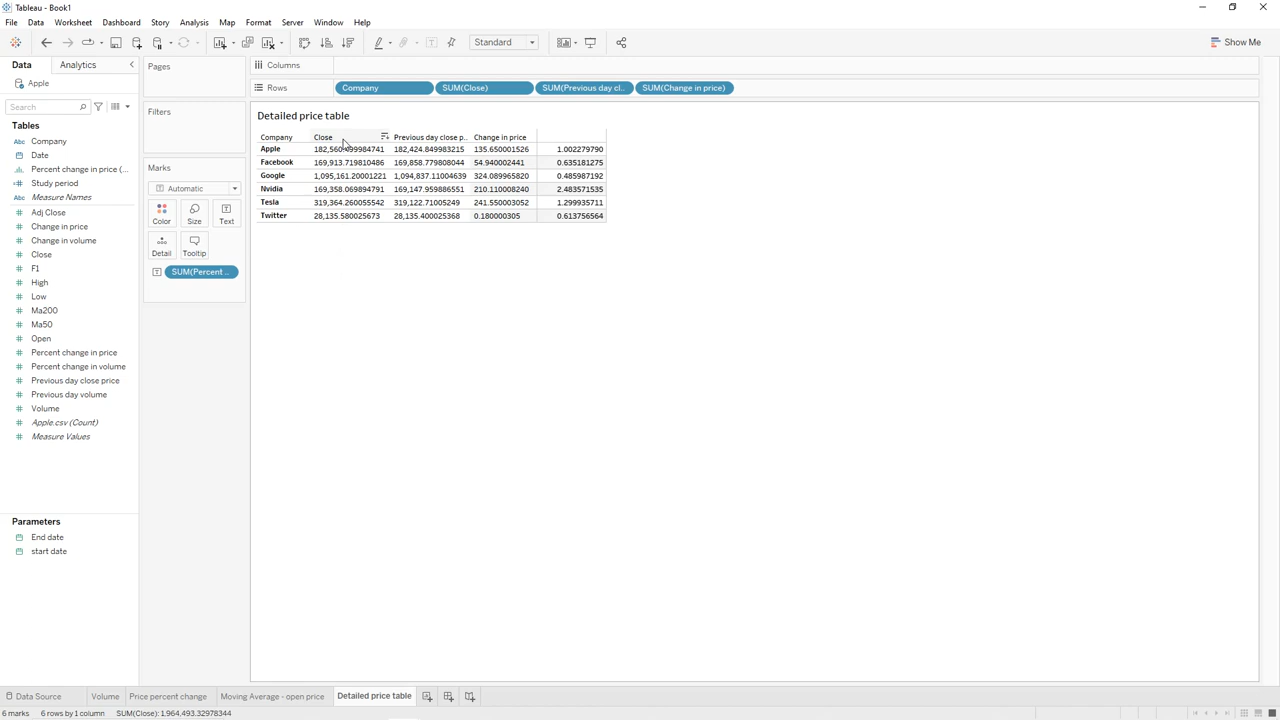 Tableau - Book1
File Data Worksheet Dashboard Story Analysis Map Format Server Window Help
Standard
Show Me
Data Analytics
Apple
Search
Tables
Abc Company
Date
Percent change in price (...
Study period
Abc Measure Names
Adj Close
Change in price
Change in volume
Close
F1
High
Low
Ma200
Ma50
Open
Percent change in price
Percent change in volume
Previous day close price
Previous day volume
Volume
Apple.csv (Count)
Measure Values
Parameters
End date
start date
Pages
Filters
Marks
Automatic
Color Size Text
Detail Tooltip
SUM(Percent ..
Columns
Rows Company SUM(Close) SUM(Previous day cl.. SUM(Change in price)
Detailed price table
Company Close Previous day close p.. Change in price
Apple 182,424.849983215 135.650001526 1.002279790
Facebook 169,913.719810486 169,858.779808044 54.940002441 0.635181275
Google 1,095,161.20001221 1,094,837.11004639 324.089965820 0.485987192
Nvidia 169,358.069894791 169,147.959886551 210.110008240 2.483571535
Tesla 319,364.260055542 319,122.71005249 241.550003052 1.299935711
Twitter 28,135.580025673 28,135.400025368 0.180000305 0.613756564
Data Source Volume Price percent change Moving Average - open price Detailed price table
6 marks 6 rows by 1 column SUM(Close): 1,964,493.32978344